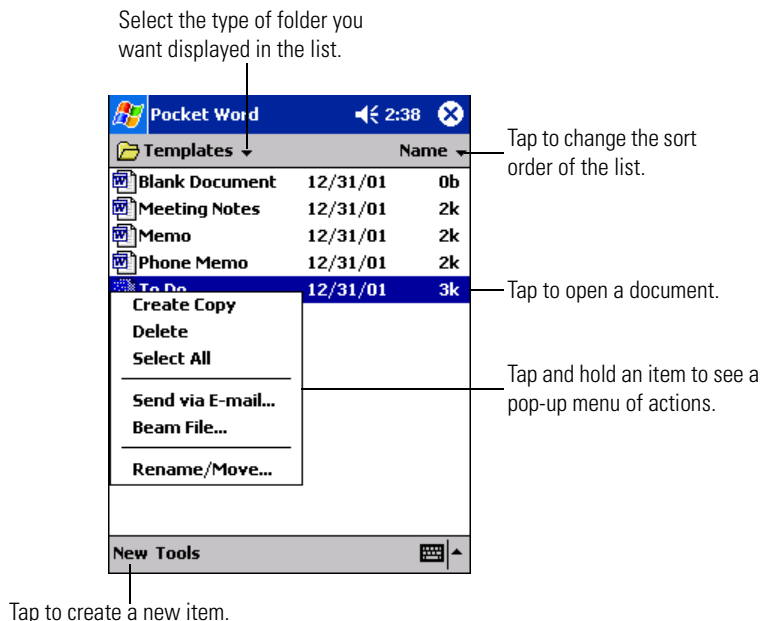 Select the type of folder you
want displayed in the list.
Pocket Word 2:38
Templates Name
Tap to change the sort
order of the list.
Blank Document 12/31/01 0b
Meeting Notes 12/31/01 2k
Memo 12/31/01 2k
Phone Memo 12/31/01 2k
To Do 12/31/01 3k
Tap to open a document.
Create Copy
Delete
Select All
Tap and hold an item to see a
pop-up menu of actions.
Send via E-mail...
Beam File...
Rename/Move...
New Tools
Tap to create a new item.